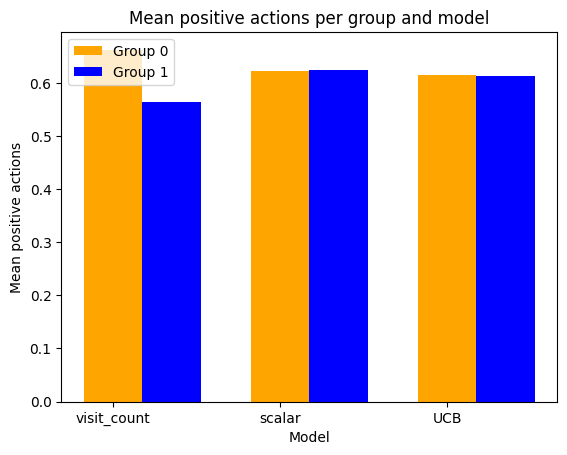 Mean positive actions per group and model
Group 0
Group 1
Mean positive actions
0.6
0.5
0.4
0.3
0.2
0.1
0.0
visit_count scalar UCB
Model